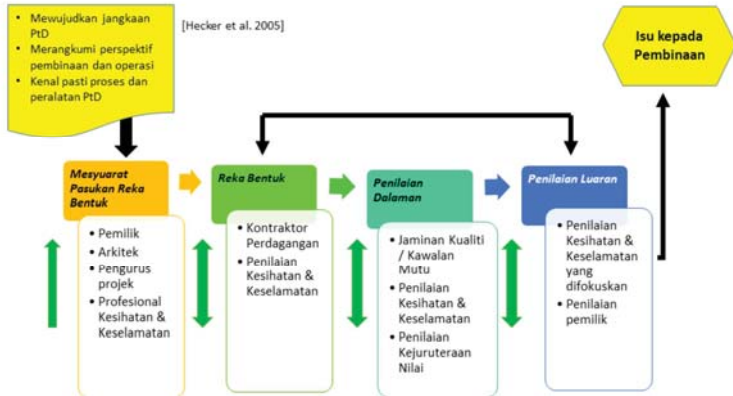 • Mewujudkan jangkaan
PtD
• Merangkumi perspektif
pembinaan dan operasi
• Kenal pasti proses dan
peralatan PtD
[Hecker et al. 2005]
Isu kepada
Pembinaan
Mesyuarat
Pasukan Reka
Bentuk
• Pemilik
• Arkitek
• Pengurus
projek
• Profesional
Kesihatan &
Keselamatan
Reka Bentuk
• Kontraktor
Perdagangan
• Penilaian
Kesihatan &
Keselamatan
Penilaian
Dalaman
• Jaminan Kualiti
/ Kawalan
Mutu
• Penilaian
Kesihatan &
Keselamatan
• Penilaian
Kejuruteraan
Nilai
Penilaian Luaran
• Penilaian
Kesihatan &
Keselamatan
yang
difokuskan
• Penilaian
pemilik